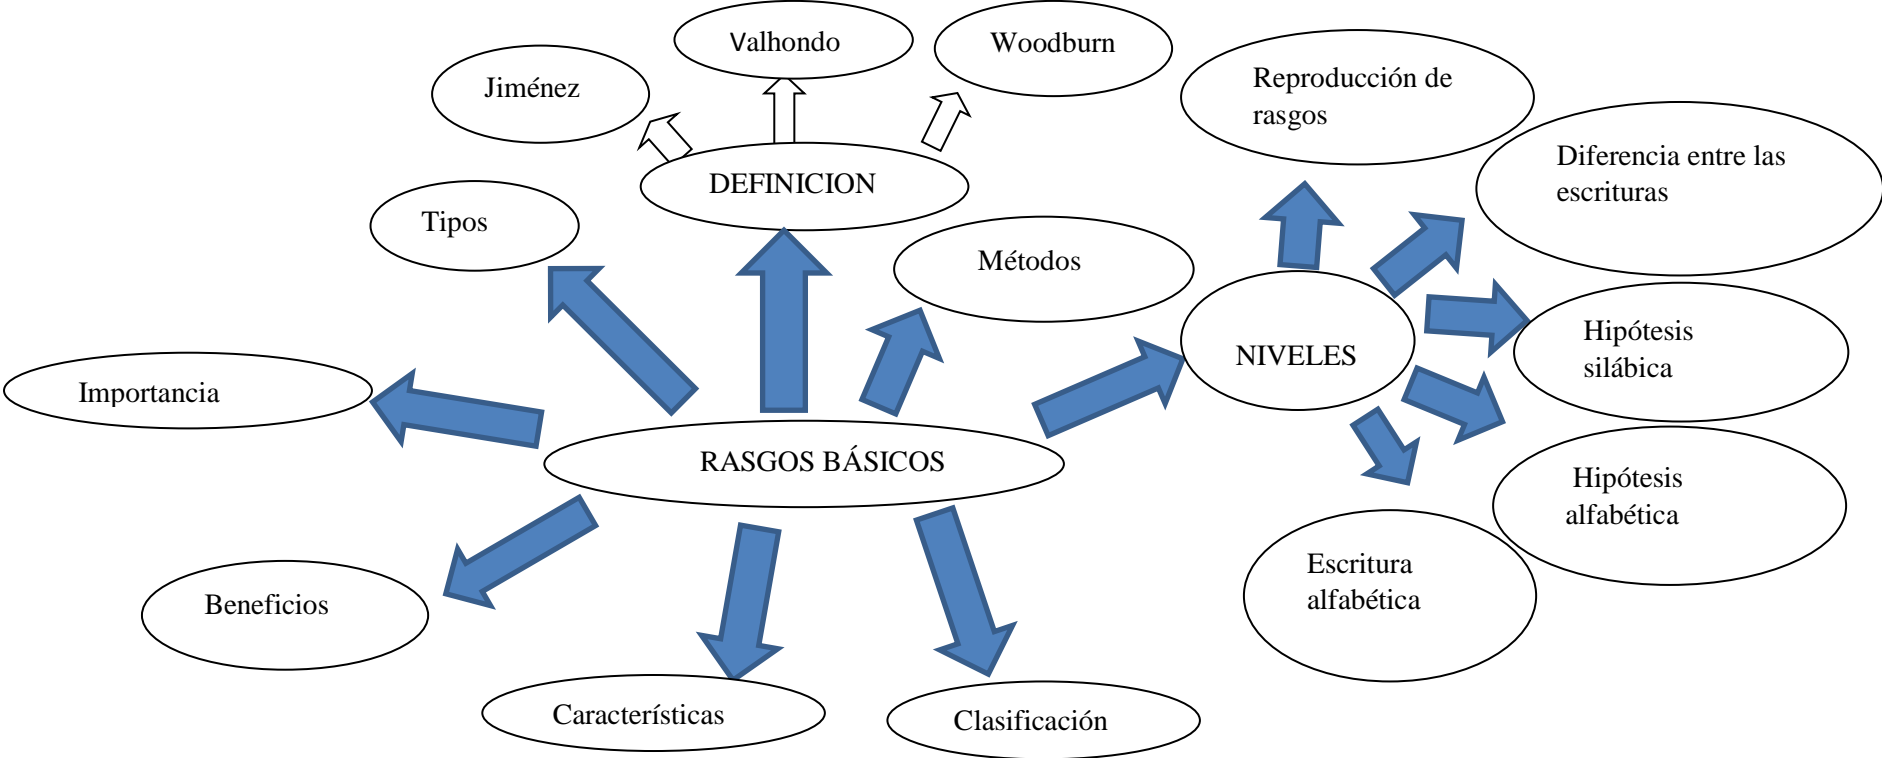 Valhondo
Woodburn
Jiménez
Reproducción de
rasgos
Diferencia entre las
escrituras
DEFINICION
Tipos
Métodos
Hipótesis
silábica
NIVELES
Importancia
RASGOS BÁSICOS
Hipótesis
alfabética
Escritura
alfabética
Beneficios
Características
Clasificación